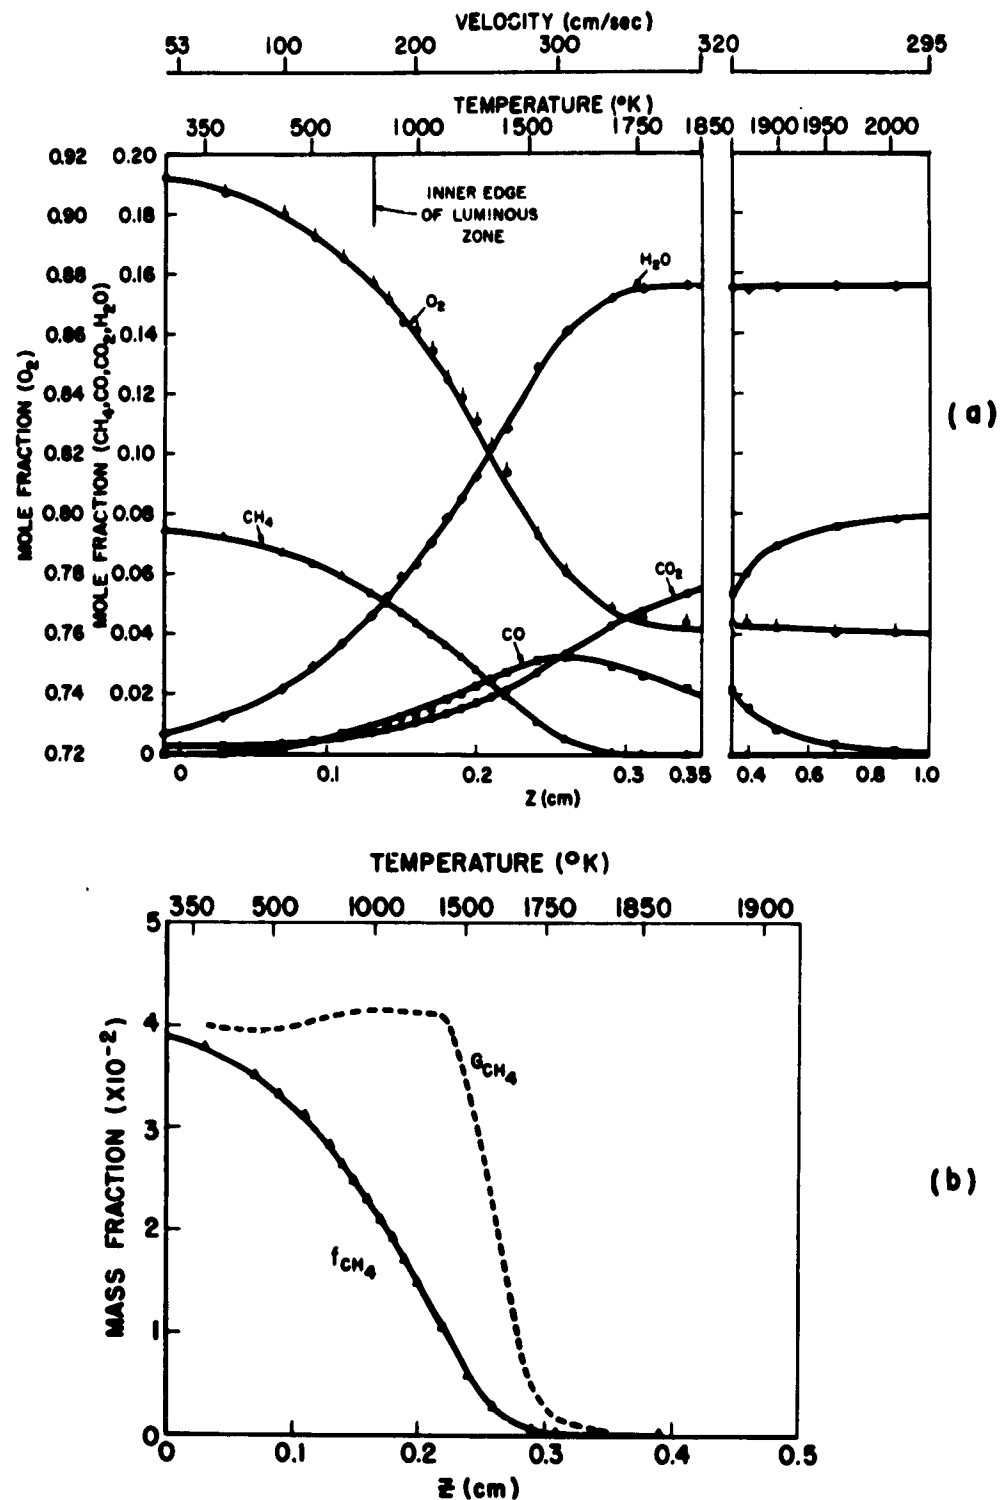 VELOCITY (cm/sec)
53 100 200 300 320 295
TEMPERATURE (°K)
350 500 1000 1500 1750 1850 1900 1950 2000
0.92 0.20
INNER EDGE
OF LUMINOUS
ZONE
0.90 0.18
H₂O
0.88 0.16
O₂
0.86 0.14
0.84 0.12
(a)
0.82 0.10
0.80 0.08
CH₄
0.78 0.06
CO₂
0.76 0.04
CO
0.74 0.02
0.72 0
MOLE FRACTION (O₂)
MOLE FRACTION (CH₄,CO,CO₂,H₂O)
0 0.1 0.2 0.3 0.35 0.4 0.6 0.8 1.0
Z (cm)
TEMPERATURE (°K)
350 500 1000 1500 1750 1850 1900
5
4
G_CH₄
3
(b)
2
f_CH₄
1
0
MASS FRACTION (X10⁻²)
0 0.1 0.2 0.3 0.4 0.5
Z (cm)